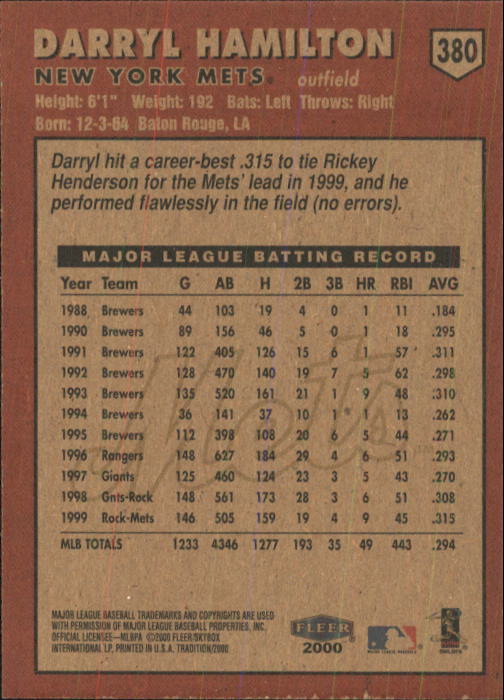 DARRYL HAMILTON
380
NEW YORK METS® outfield
Height: 6'1" Weight: 192 Bats: Left Throws: Right
Born: 12-3-64 Baton Rouge, LA
Darryl hit a career-best .315 to tie Rickey
Henderson for the Mets' lead in 1999, and he
performed flawlessly in the field (no errors).
MAJOR LEAGUE BATTING RECORD
Year Team G AB H 2B 3B HR RBI AVG
1988 Brewers 44 103 19 4 0 1 11 .184
1990 Brewers 89 156 46 5 0 1 18 .295
1991 Brewers 122 405 126 15 6 1 57 .311
1992 Brewers 128 470 140 19 7 5 62 .298
1993 Brewers 135 520 161 21 1 9 48 .310
1994 Brewers 36 141 37 10 1 1 13 .262
1995 Brewers 112 398 108 20 6 5 44 .271
1996 Rangers 148 627 184 29 4 6 51 .293
1997 Giants 125 460 124 23 3 5 43 .270
1998 Gnts-Rock 148 561 173 28 3 6 51 .308
1999 Rock-Mets 146 505 159 19 4 9 45 .315
MLB TOTALS 1233 4346 1277 193 35 49 443 .294
Mets
MAJOR LEAGUE BASEBALL TRADEMARKS AND COPYRIGHTS ARE USED
WITH PERMISSION OF MAJOR LEAGUE BASEBALL PROPERTIES, INC.
OFFICIAL LICENSEE—MLBPA ©2000 FLEER/SKYBOX
INTERNATIONAL LP, PRINTED IN U.S.A. TRADITION/2000
FLEER
2000
MAJOR LEAGUE BASEBALL